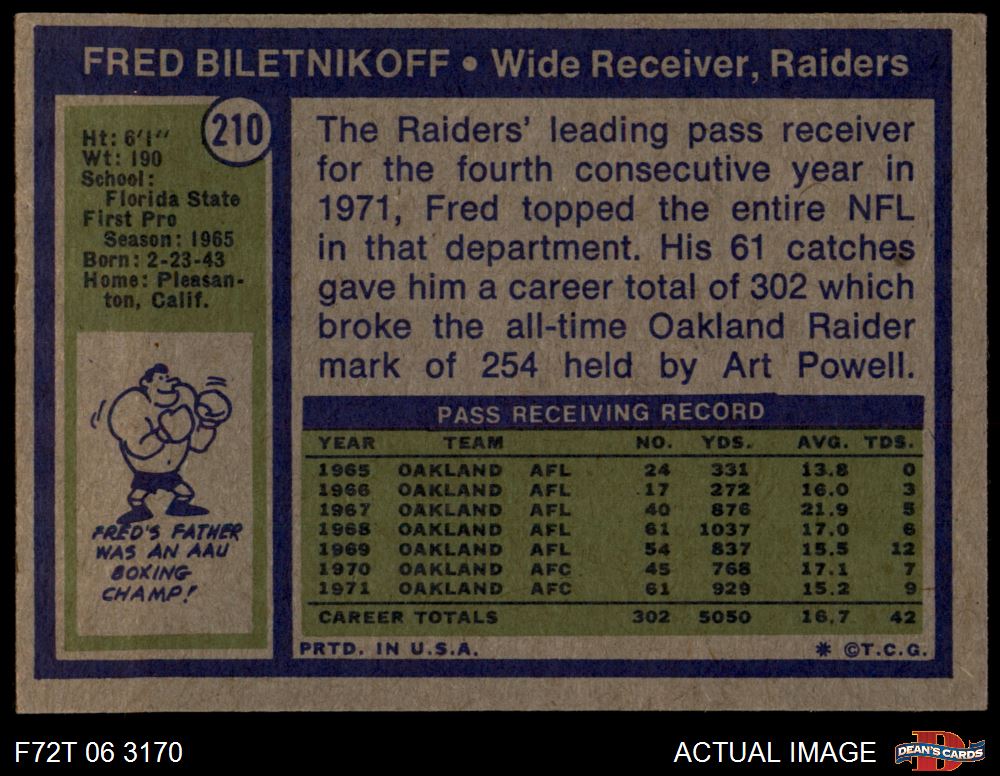 FRED BILETNIKOFF • Wide Receiver, Raiders
210
Ht: 6'1"
Wt: 190
School:
Florida State
First Pro
Season: 1965
Born: 2-23-43
Home: Pleasan-
ton, Calif.
FRED'S FATHER
WAS AN AAU
BOXING
CHAMP!
The Raiders' leading pass receiver
for the fourth consecutive year in
1971, Fred topped the entire NFL
in that department. His 61 catches
gave him a career total of 302 which
broke the all-time Oakland Raider
mark of 254 held by Art Powell.
PASS RECEIVING RECORD
YEAR TEAM NO. YDS. AVG. TDS.
1965 OAKLAND AFL 24 331 13.8 0
1966 OAKLAND AFL 17 272 16.0 3
1967 OAKLAND AFL 40 876 21.9 5
1968 OAKLAND AFL 61 1037 17.0 6
1969 OAKLAND AFL 54 837 15.5 12
1970 OAKLAND AFC 45 768 17.1 7
1971 OAKLAND AFC 61 929 15.2 9
CAREER TOTALS 302 5050 16.7 42
PRTD. IN U.S.A. * ©T.C.G.
F72T 06 3170 ACTUAL IMAGE DEAN'S CARDS